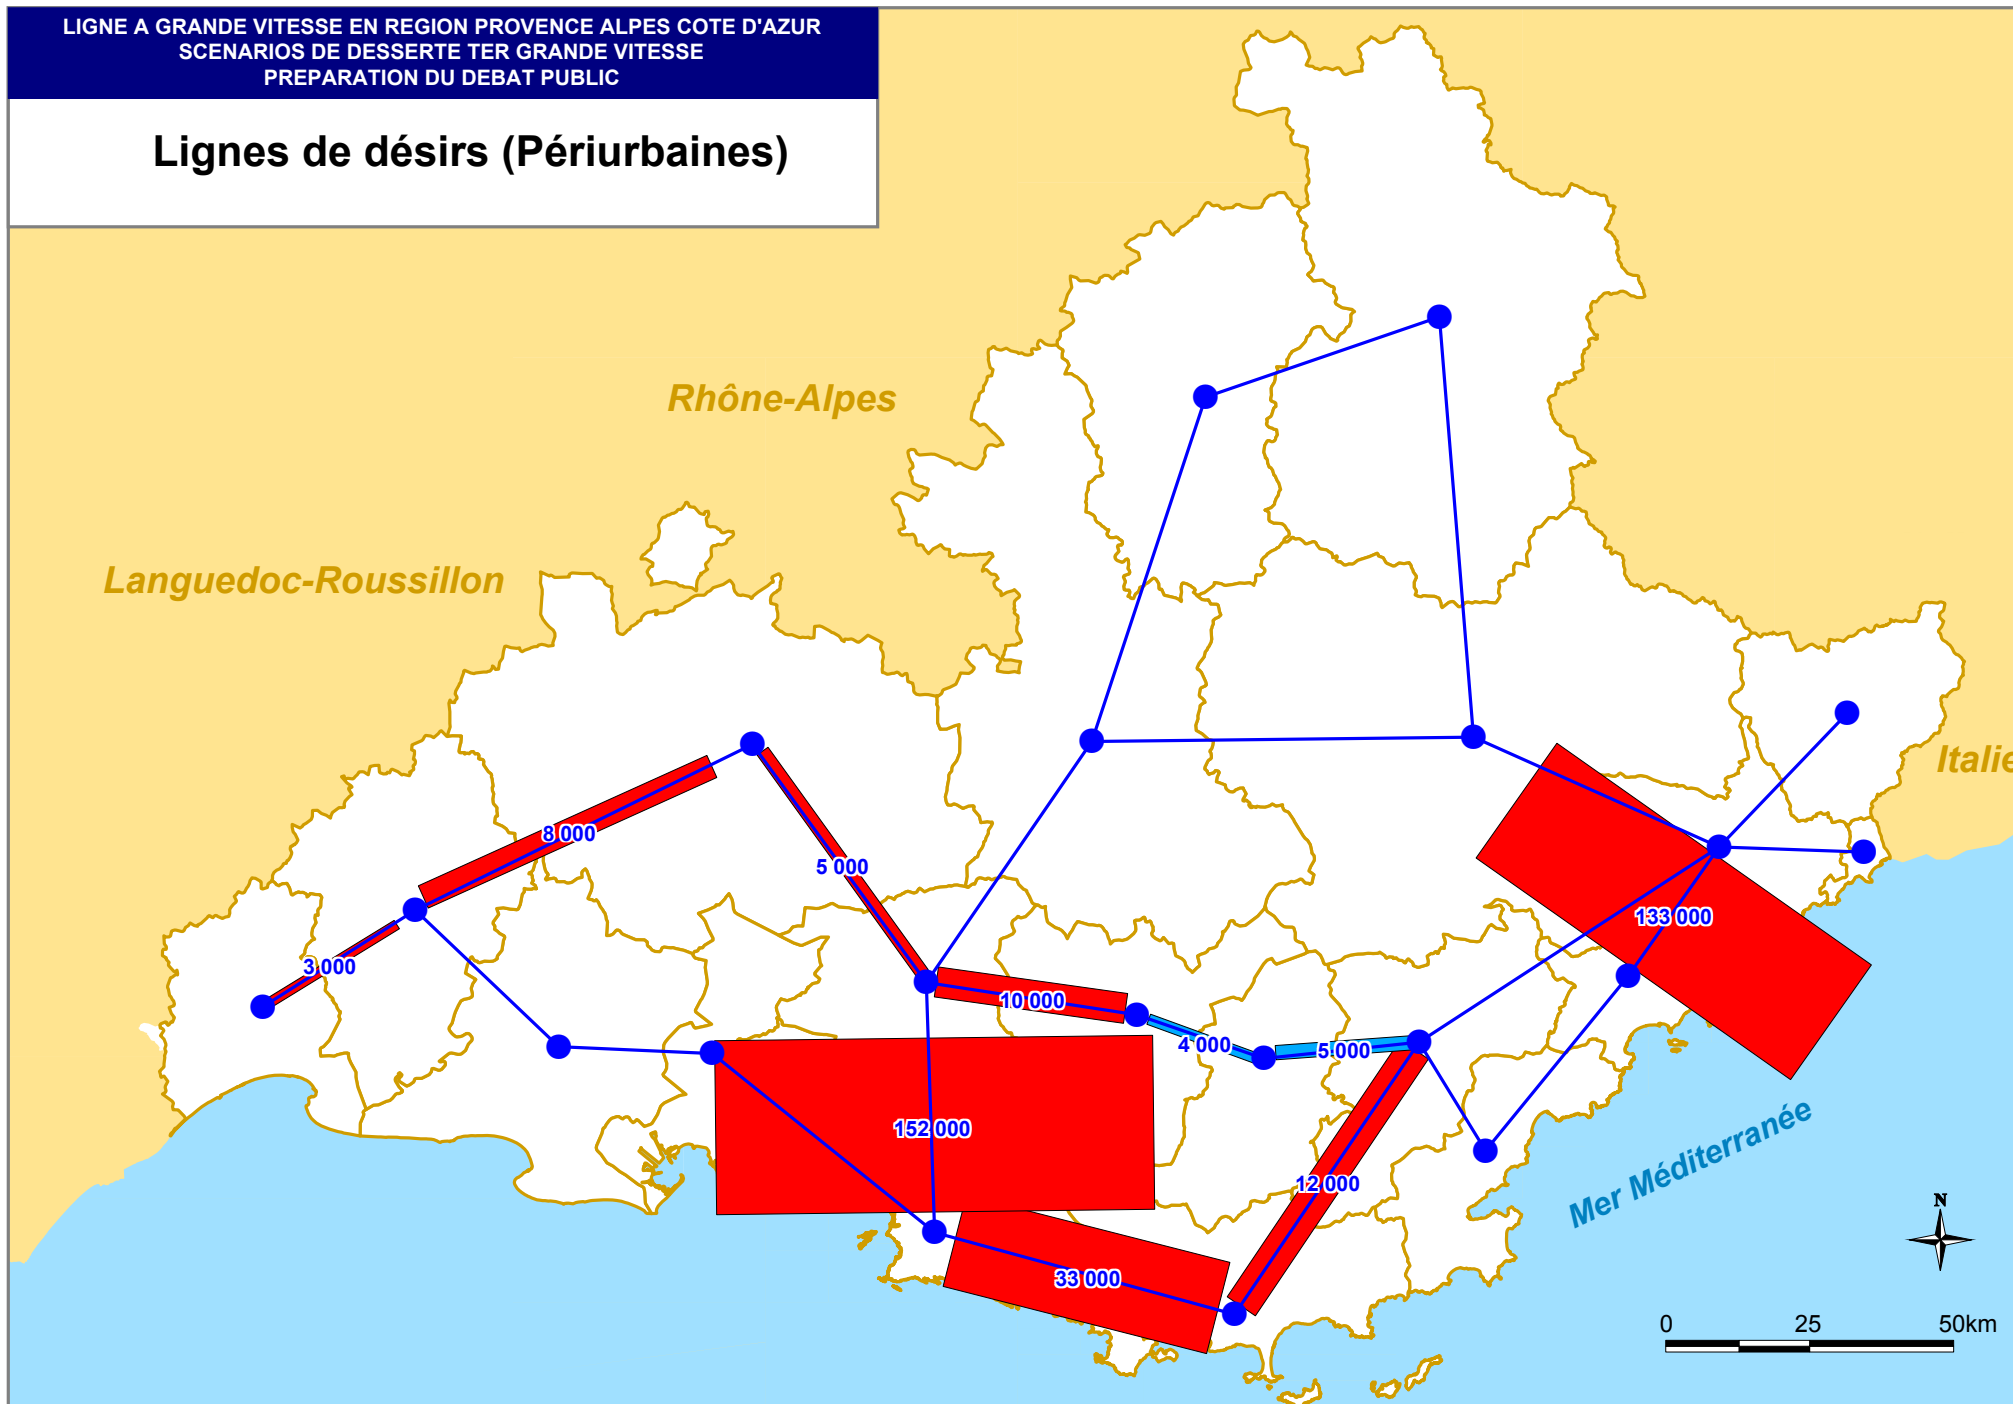 LIGNE A GRANDE VITESSE EN REGION PROVENCE ALPES COTE D'AZUR
SCENARIOS DE DESSERTE TER GRANDE VITESSE
PREPARATION DU DEBAT PUBLIC
Lignes de désirs (Périurbaines)
Rhône-Alpes
Languedoc-Roussillon
Italie
8 000
5 000
133 000
3 000
10 000
4 000
5 000
152 000
12 000
Mer Méditerranée
33 000
N
0 25 50km